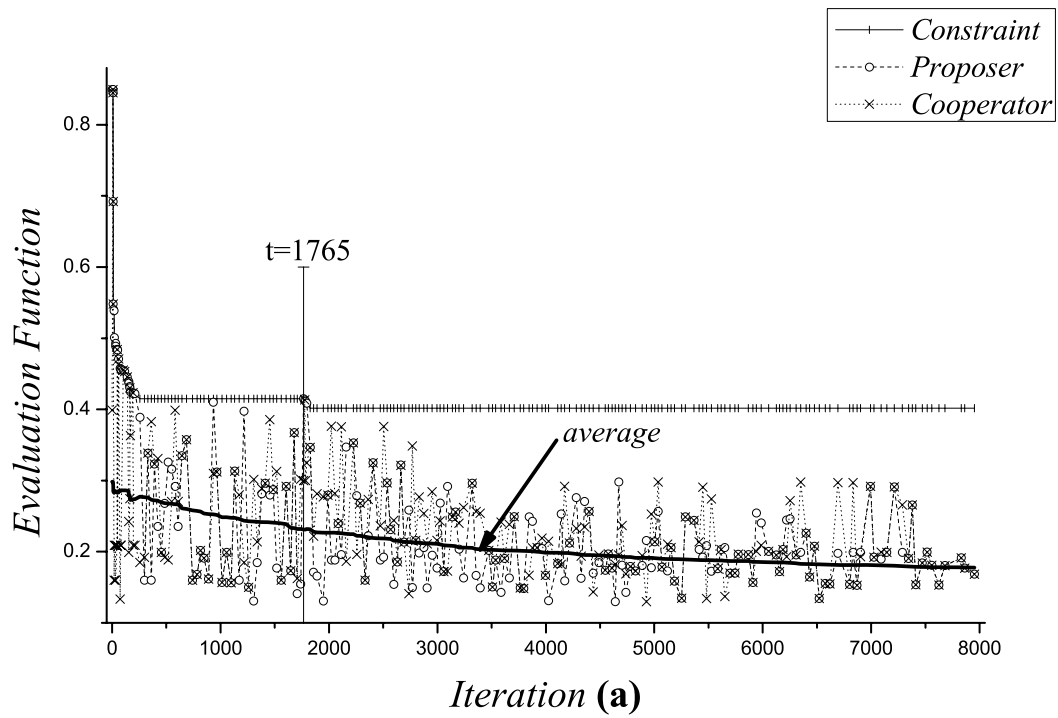 Constraint
Proposer
Cooperator
0.8
0.6
0.4
0.2
Evaluation Function
t=1765
average
0 1000 2000 3000 4000 5000 6000 7000 8000
Iteration (a)